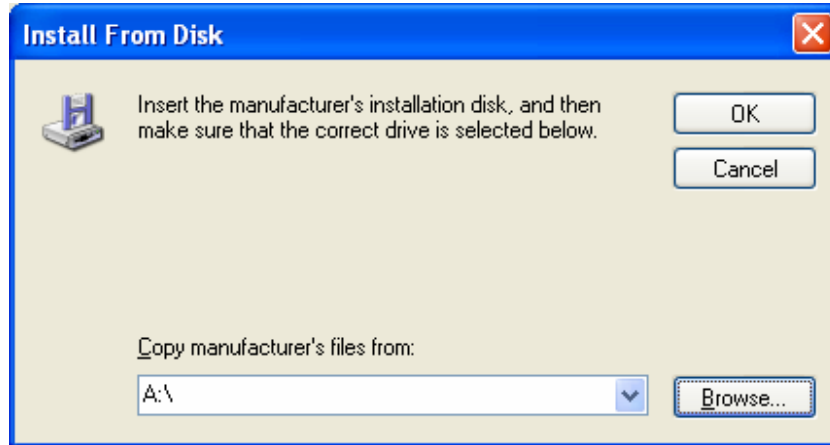 Install From Disk
Insert the manufacturer's installation disk, and then
make sure that the correct drive is selected below.
OK
Cancel
Copy manufacturer's files from:
A:\
Browse...